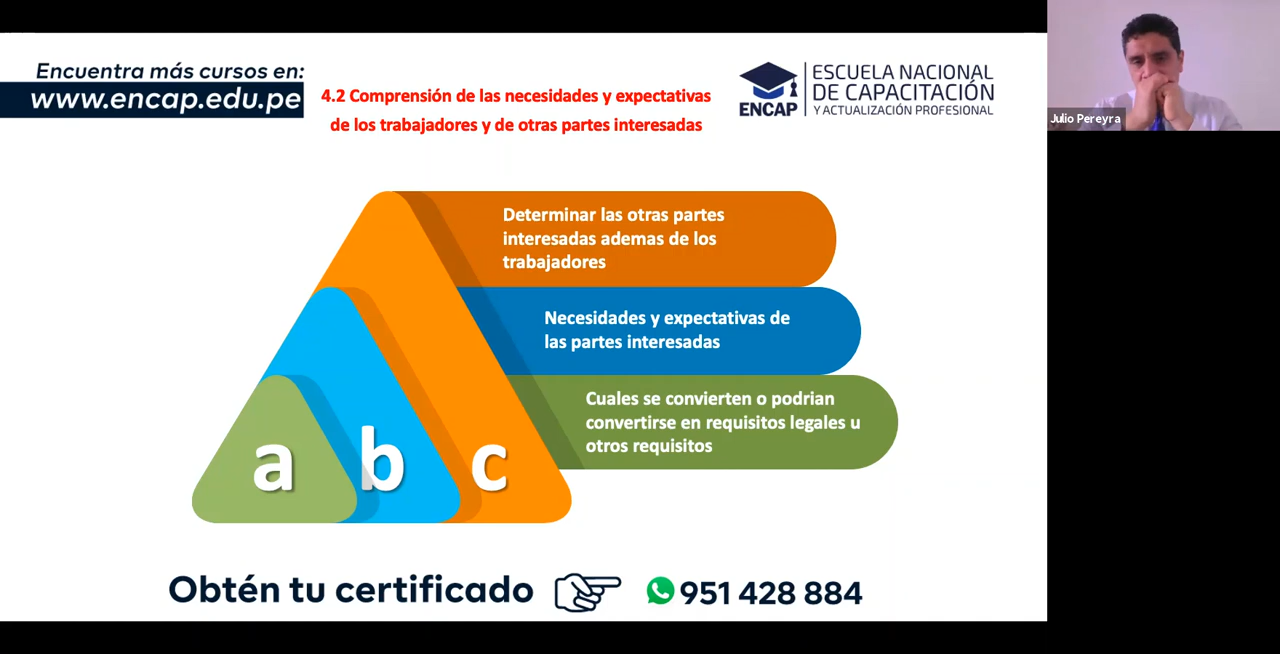 Encuentra más cursos en:
www.encap.edu.pe
4.2 Comprensión de las necesidades y expectativas
de los trabajadores y de otras partes interesadas
ENCAP
ESCUELA NACIONAL
DE CAPACITACIÓN
Y ACTUALIZACIÓN PROFESIONAL
Julio Pereyra
Determinar las otras partes
interesadas ademas de los
trabajadores
Necesidades y expectativas de
las partes interesadas
Cuales se convierten o podrian
convertirse en requisitos legales u
otros requisitos
a b c
Obtén tu certificado 951 428 884